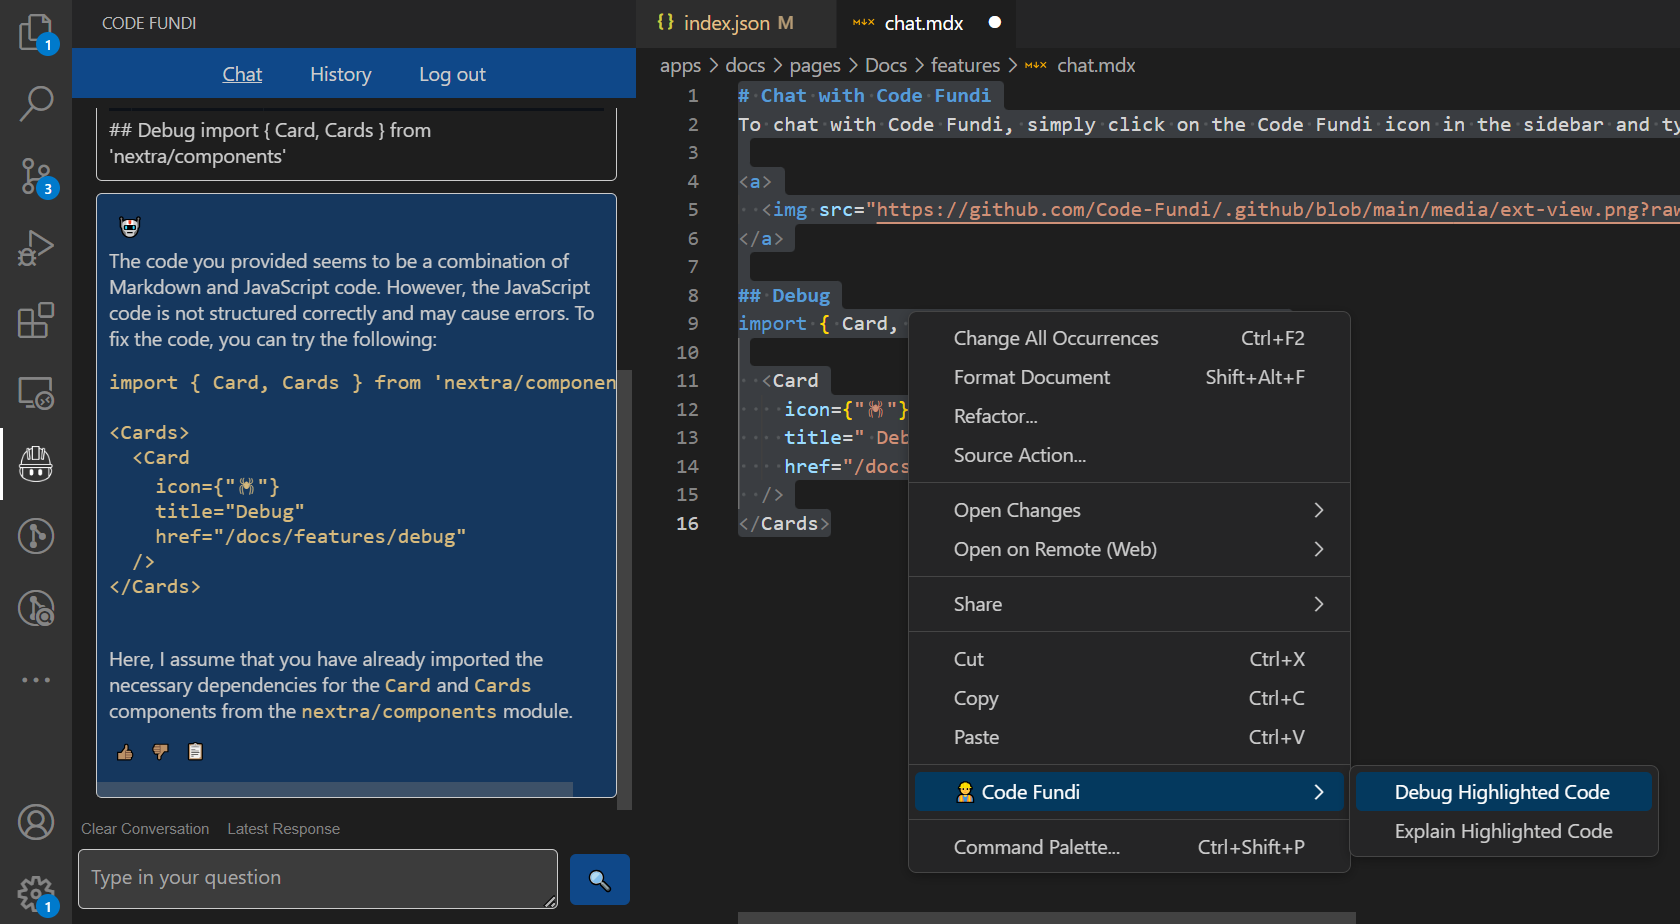 CODE FUNDI
Chat History Log out
## Debug import { Card, Cards } from
'nextra/components'
The code you provided seems to be a combination of
Markdown and JavaScript code. However, the JavaScript
code is not structured correctly and may cause errors. To
fix the code, you can try the following:
import { Card, Cards } from 'nextra/componen
<Cards>
<Card
icon={"🕷"}
title="Debug"
href="/docs/features/debug"
/>
</Cards>
Here, I assume that you have already imported the
necessary dependencies for the Card and Cards
components from the nextra/components module.
Clear Conversation Latest Response
Type in your question
1
3
1
{} index.json M
M↓X chat.mdx
apps > docs > pages > Docs > features > M↓X chat.mdx
1 # Chat with Code Fundi
2 To chat with Code Fundi, simply click on the Code Fundi icon in the sidebar and ty
3
4 <a>
5 <img src="https://github.com/Code-Fundi/.github/blob/main/media/ext-view.png?raw
6 </a>
7
8 ## Debug
9 import { Card,
10
11 <Card
12 icon={"🕷"}
13 title=" Deb
14 href="/docs
15 />
16 </Cards>
Change All Occurrences Ctrl+F2
Format Document Shift+Alt+F
Refactor...
Source Action...
Open Changes
Open on Remote (Web)
Share
Cut Ctrl+X
Copy Ctrl+C
Paste Ctrl+V
Code Fundi
Command Palette... Ctrl+Shift+P
Debug Highlighted Code
Explain Highlighted Code